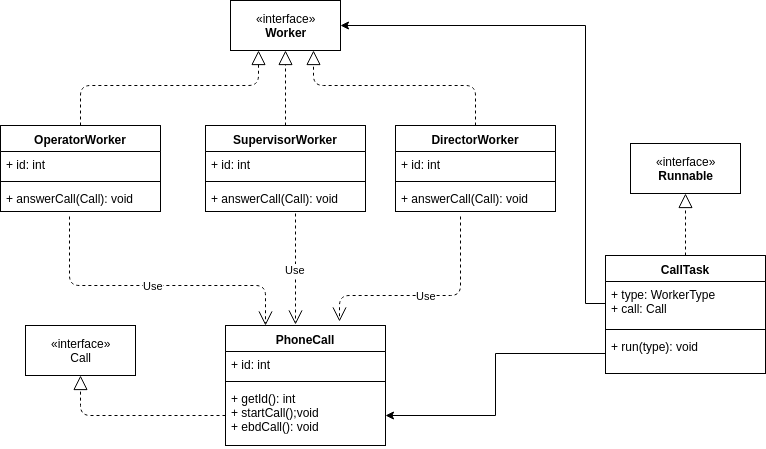 «interface»
Worker
OperatorWorker
+ id: int
+ answerCall(Call): void
SupervisorWorker
+ id: int
+ answerCall(Call): void
DirectorWorker
+ id: int
+ answerCall(Call): void
«interface»
Runnable
Use
Use
Use
CallTask
+ type: WorkerType
+ call: Call
+ run(type): void
«interface»
Call
PhoneCall
+ id: int
+ getId(): int
+ startCall();void
+ ebdCall(): void